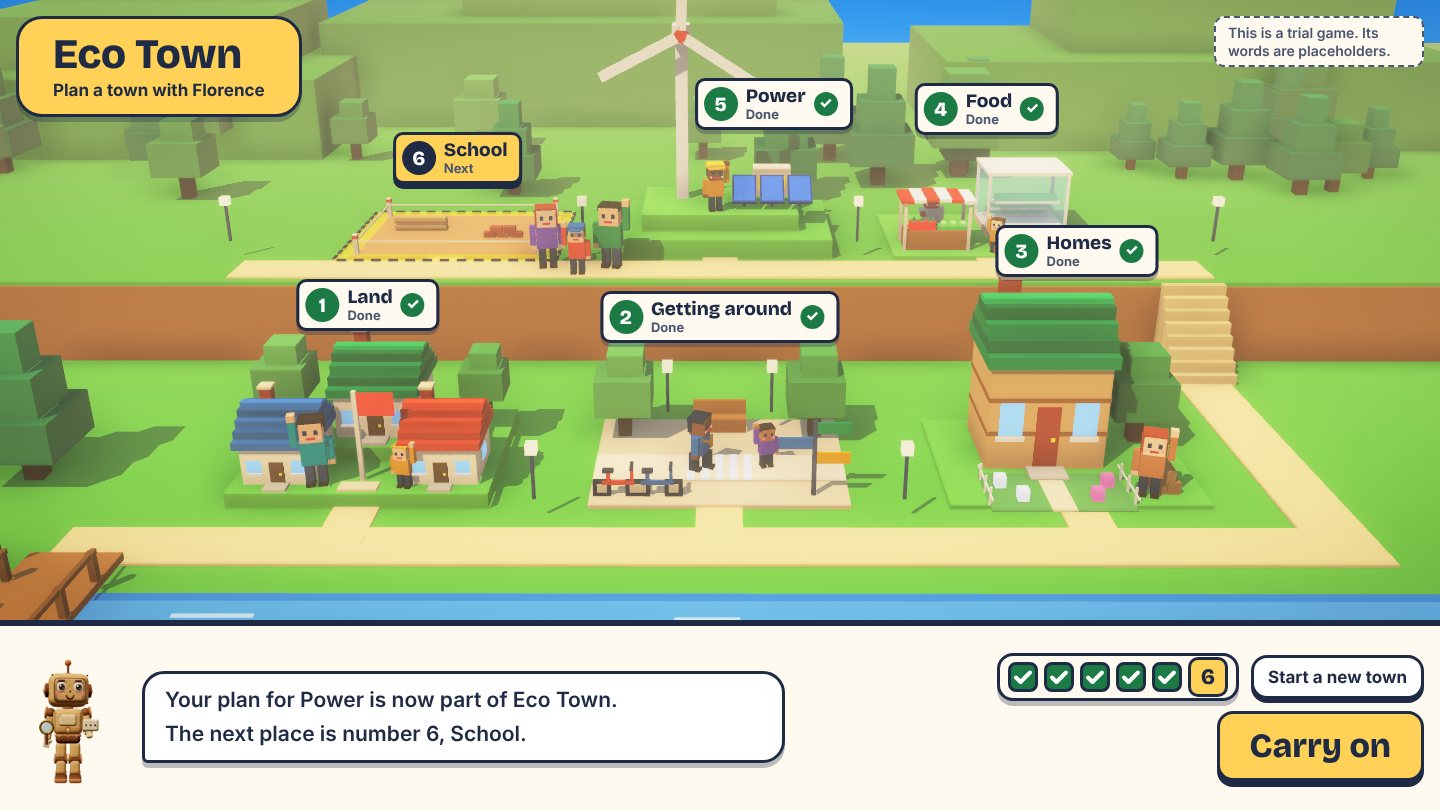 Eco Town
Plan a town with Florence
This is a trial game. Its
words are placeholders.
5
Power
Done
4
Food
Done
6
School
Next
3
Homes
Done
1
Land
Done
2
Getting around
Done
Your plan for Power is now part of Eco Town.
The next place is number 6, School.
6
Start a new town
Carry on